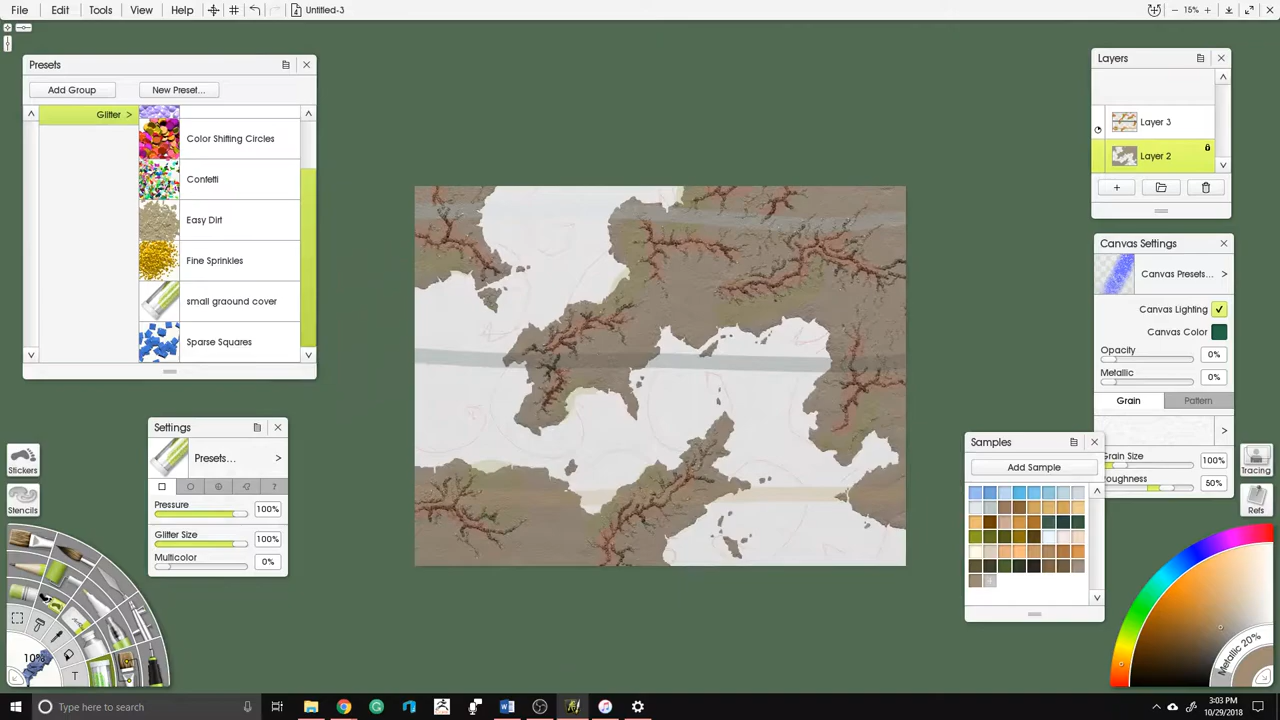 File Edit Tools View Help Untitled-3 15%
Presets
Add Group New Preset...
Glitter >
Color Shifting Circles
Confetti
Easy Dirt
Fine Sprinkles
small graound cover
Sparse Squares
Settings
Presets... >
?
Pressure 100%
Glitter Size 100%
Multicolor 0%
Stickers
Stencils
10%
T
Layers
Layer 3
Layer 2
Canvas Settings
Canvas Presets... >
Canvas Lighting
Canvas Color
Opacity 0%
Metallic 0%
Grain Pattern
Grain Size 100%
Roughness 50%
Samples
Add Sample
Tracing
Refs
Metallic 20%
Type here to search
3:03 PM
10/29/2018